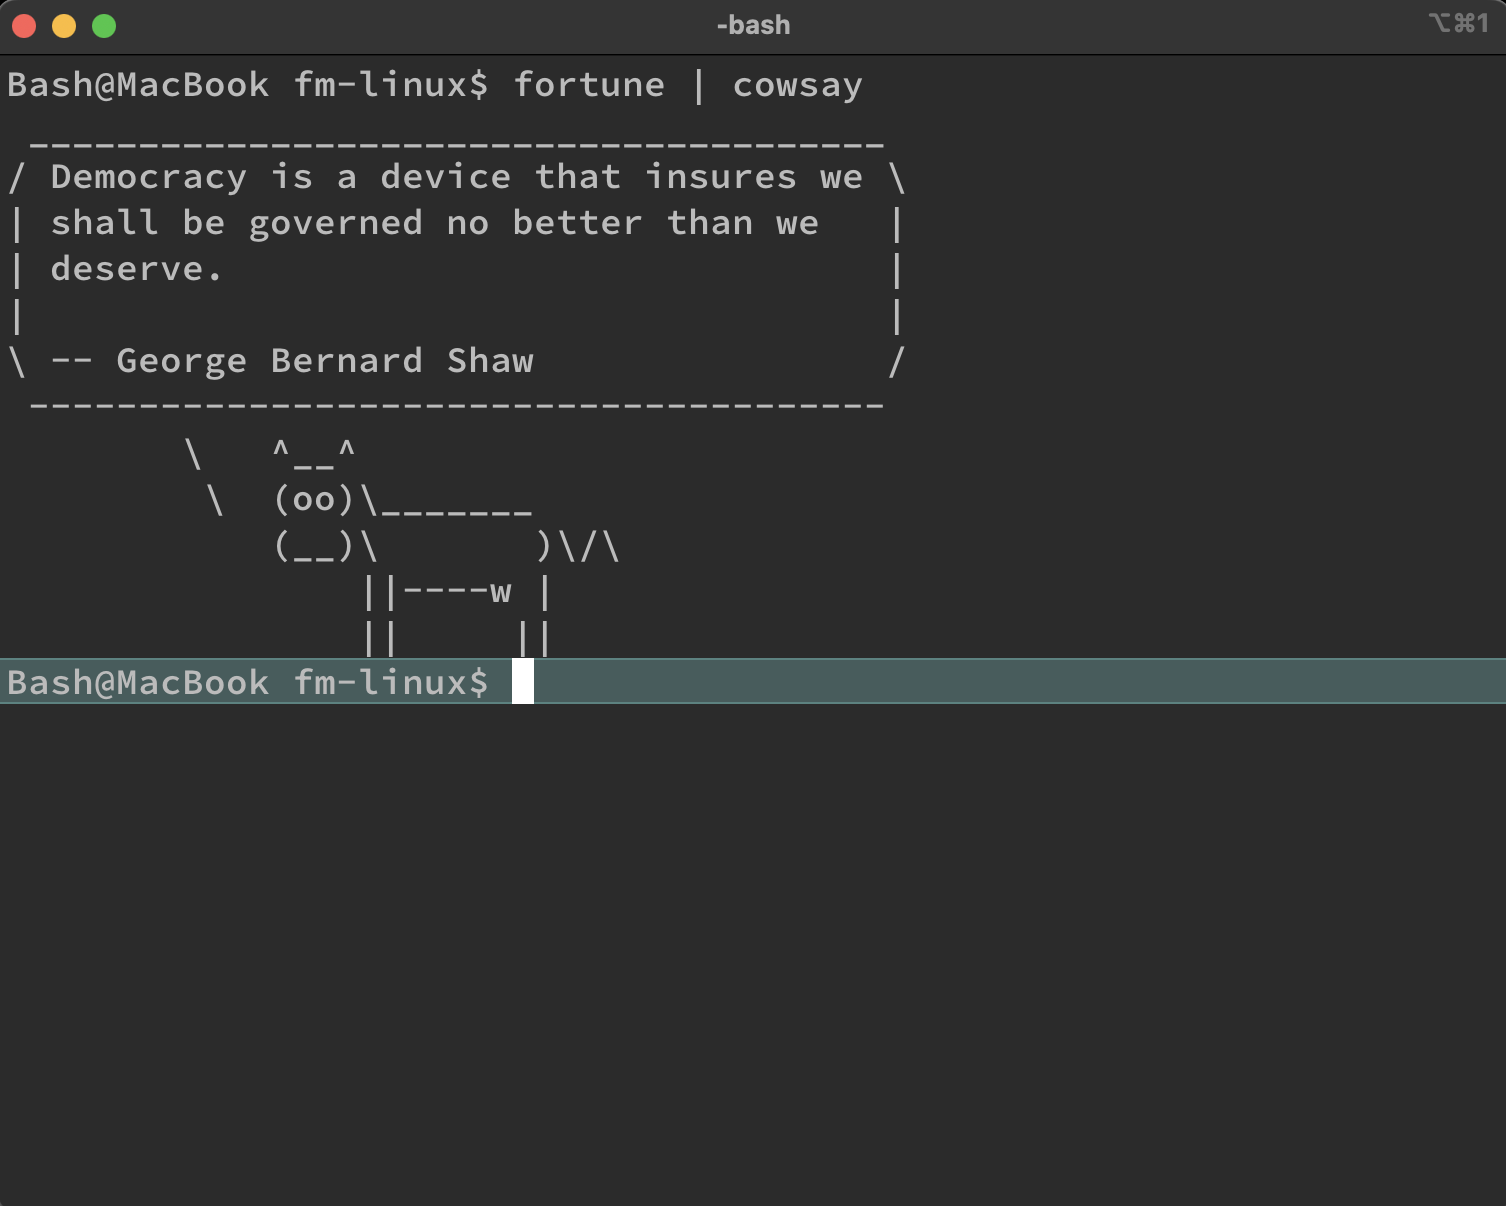 -bash
⌥⌘1
Bash@MacBook fm-linux$ fortune | cowsay
 _______________________________________
/ Democracy is a device that insures we \
| shall be governed no better than we   |
| deserve.                              |
|                                       |
\ -- George Bernard Shaw                /
 ---------------------------------------
        \   ^__^
         \  (oo)\_______
            (__)\       )\/\
                ||----w |
                ||     ||
Bash@MacBook fm-linux$